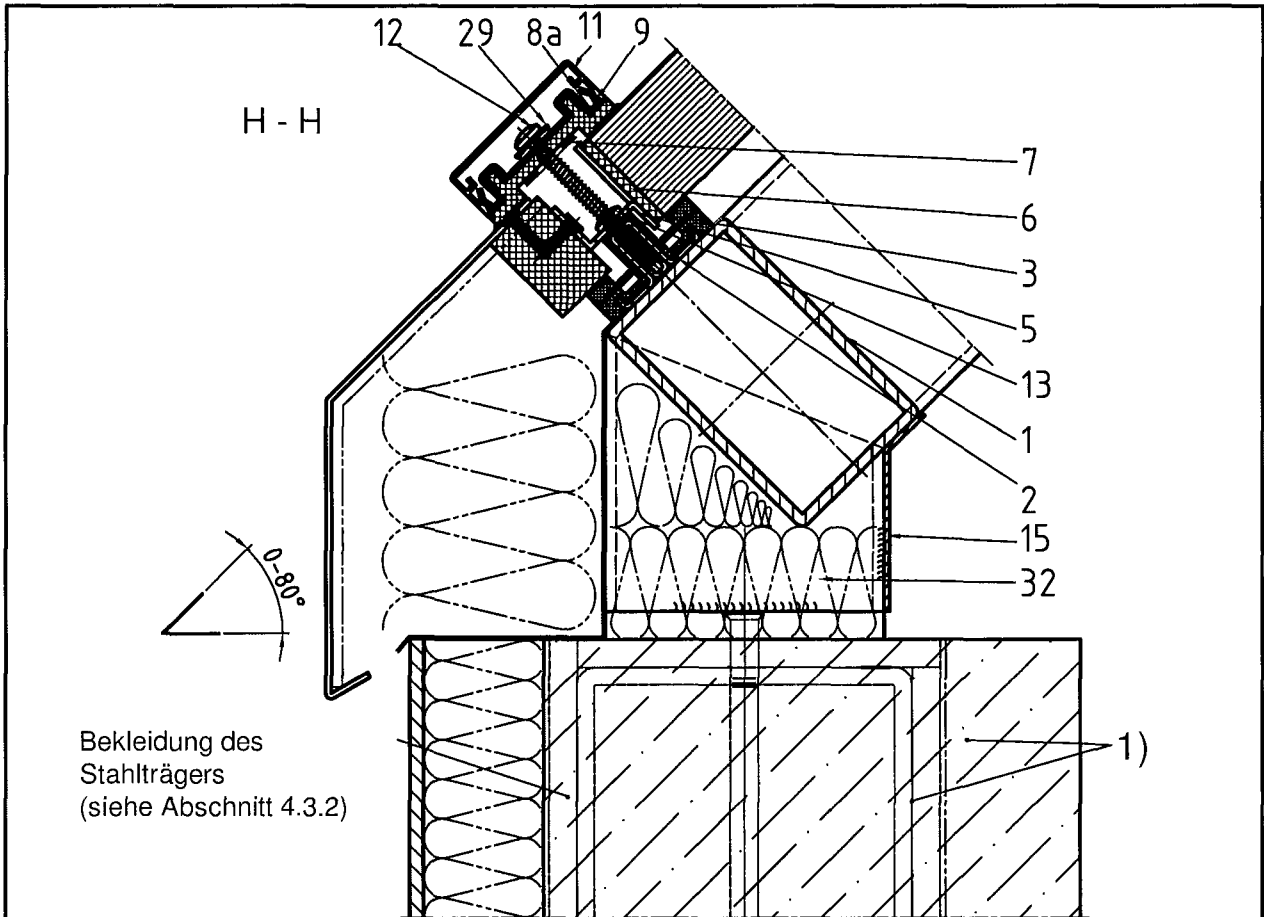 12 29 8a 11 9
H - H
7
6
3
5
13
1
2
15
32
0-80°
Bekleidung des
Stahlträgers
(siehe Abschnitt 4.3.2)
1)